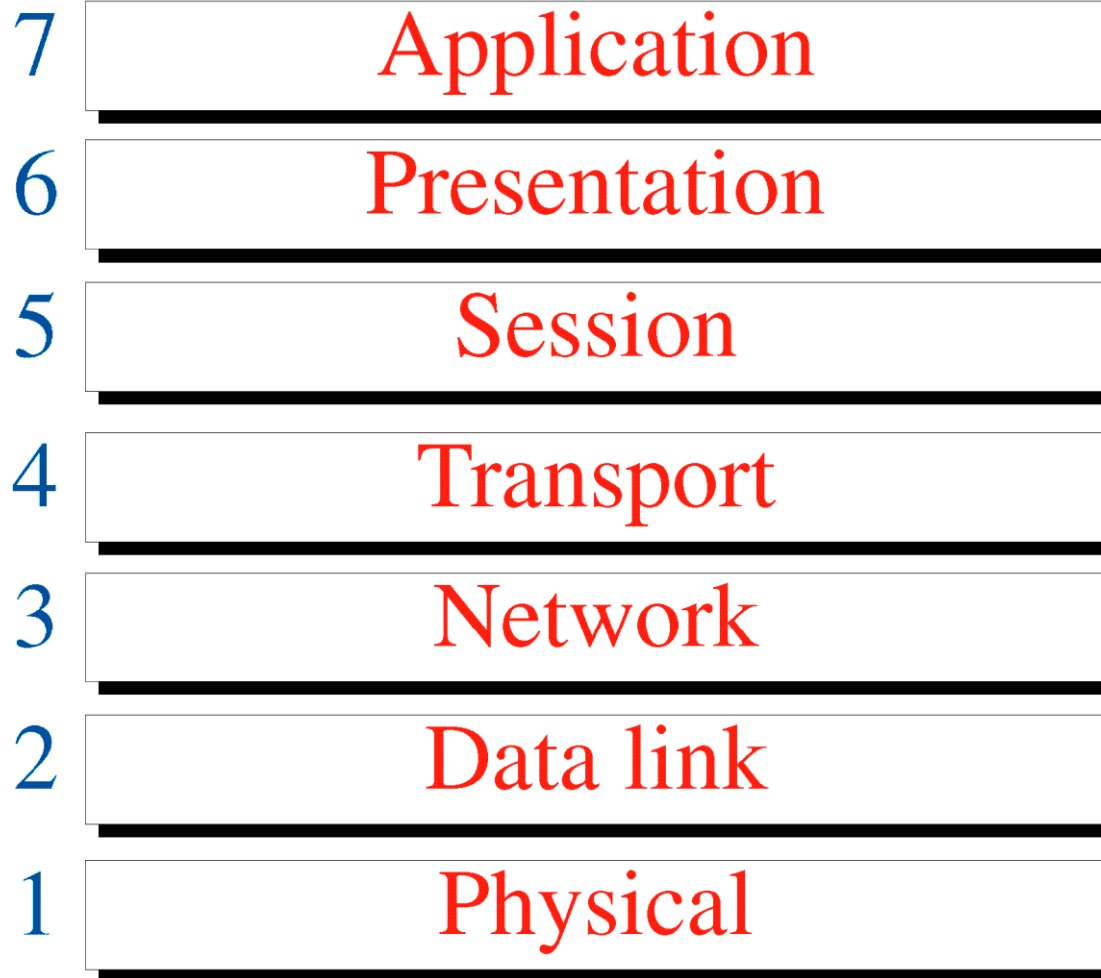 7 Application
6 Presentation
5 Session
4 Transport
3 Network
2 Data link
1 Physical